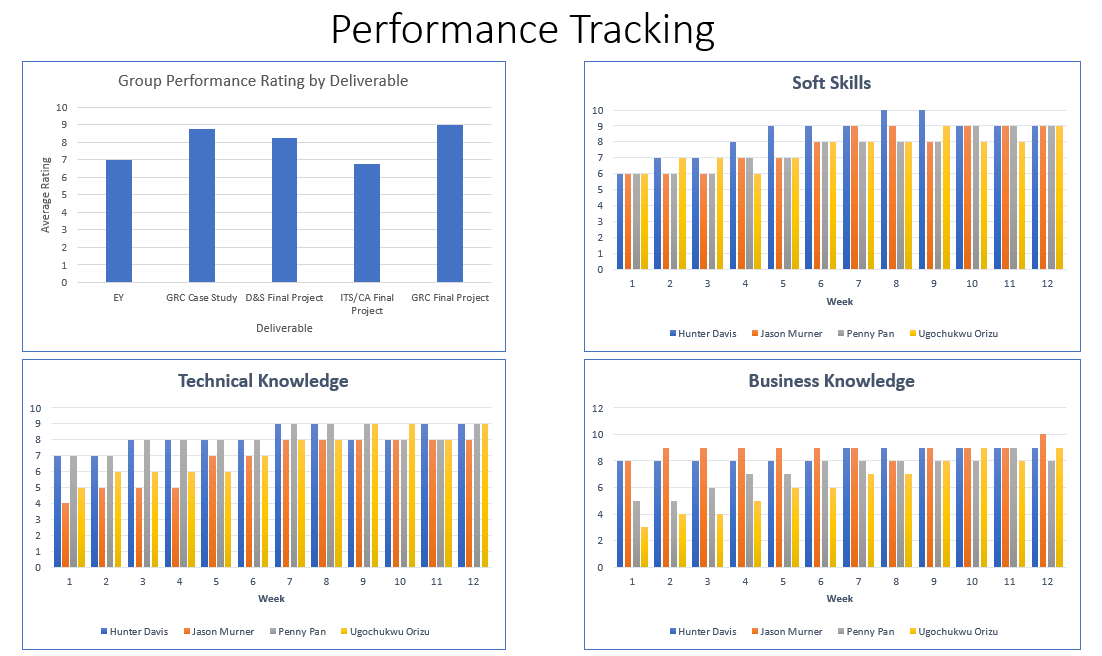 Performance Tracking
Group Performance Rating by Deliverable
10
9
8
7
6
5
4
3
2
1
0
Average Rating
EY GRC Case Study D&S Final Project ITS/CA Final Project GRC Final Project
Deliverable
Soft Skills
10
9
8
7
6
5
4
3
2
1
0
1 2 3 4 5 6 7 8 9 10 11 12
Week
Hunter Davis Jason Murner Penny Pan Ugochukwu Orizu
Technical Knowledge
10
9
8
7
6
5
4
3
2
1
0
1 2 3 4 5 6 7 8 9 10 11 12
Week
Hunter Davis Jason Murner Penny Pan Ugochukwu Orizu
Business Knowledge
12
10
8
6
4
2
0
1 2 3 4 5 6 7 8 9 10 11 12
Week
Hunter Davis Jason Murner Penny Pan Ugochukwu Orizu